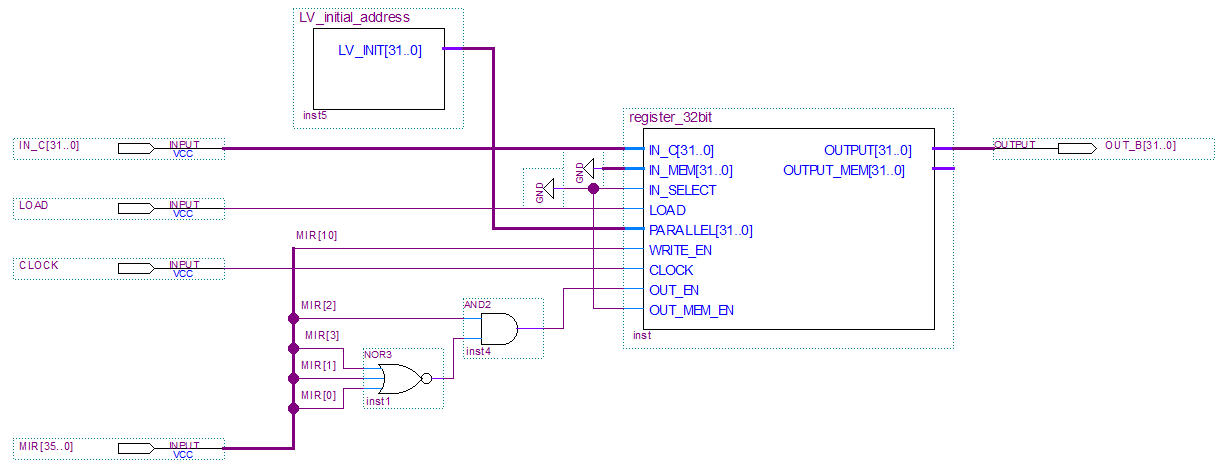 LV_initial_address
LV_INIT[31..0]
inst5
register_32bit
IN_C[31..0]
INPUT
VCC
IN_C[31..0]
OUTPUT[31..0]
OUTPUT
OUT_B[31..0]
GND
IN_MEM[31..0]
OUTPUT_MEM[31..0]
GND
IN_SELECT
LOAD
INPUT
VCC
LOAD
PARALLEL[31..0]
MIR[10]
WRITE_EN
CLOCK
INPUT
VCC
CLOCK
OUT_EN
MIR[2]
AND2
OUT_MEM_EN
MIR[3]
inst
inst4
NOR3
MIR[1]
MIR[0]
inst1
MIR[35..0]
INPUT
VCC